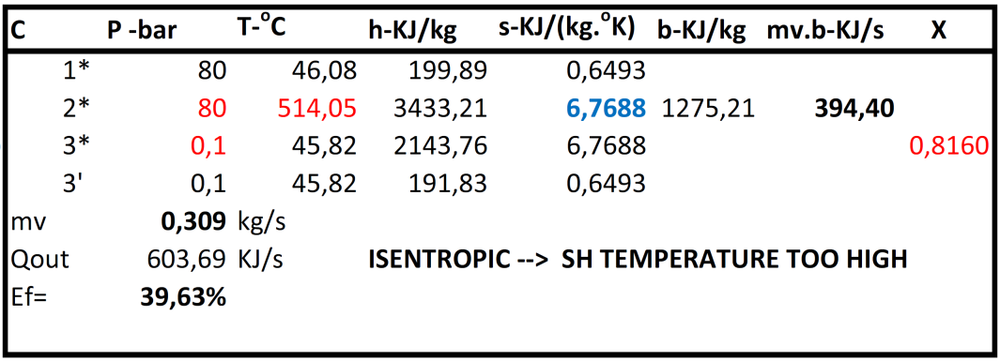 C P -bar T-ºC h-KJ/kg s-KJ/(kg.ºK) b-KJ/kg mv.b-KJ/s X
1* 80 46,08 199,89 0,6493
2* 80 514,05 3433,21 6,7688 1275,21 394,40
3* 0,1 45,82 2143,76 6,7688 0,8160
3' 0,1 45,82 191,83 0,6493
mv 0,309 kg/s
Qout 603,69 KJ/s ISENTROPIC --> SH TEMPERATURE TOO HIGH
Ef= 39,63%